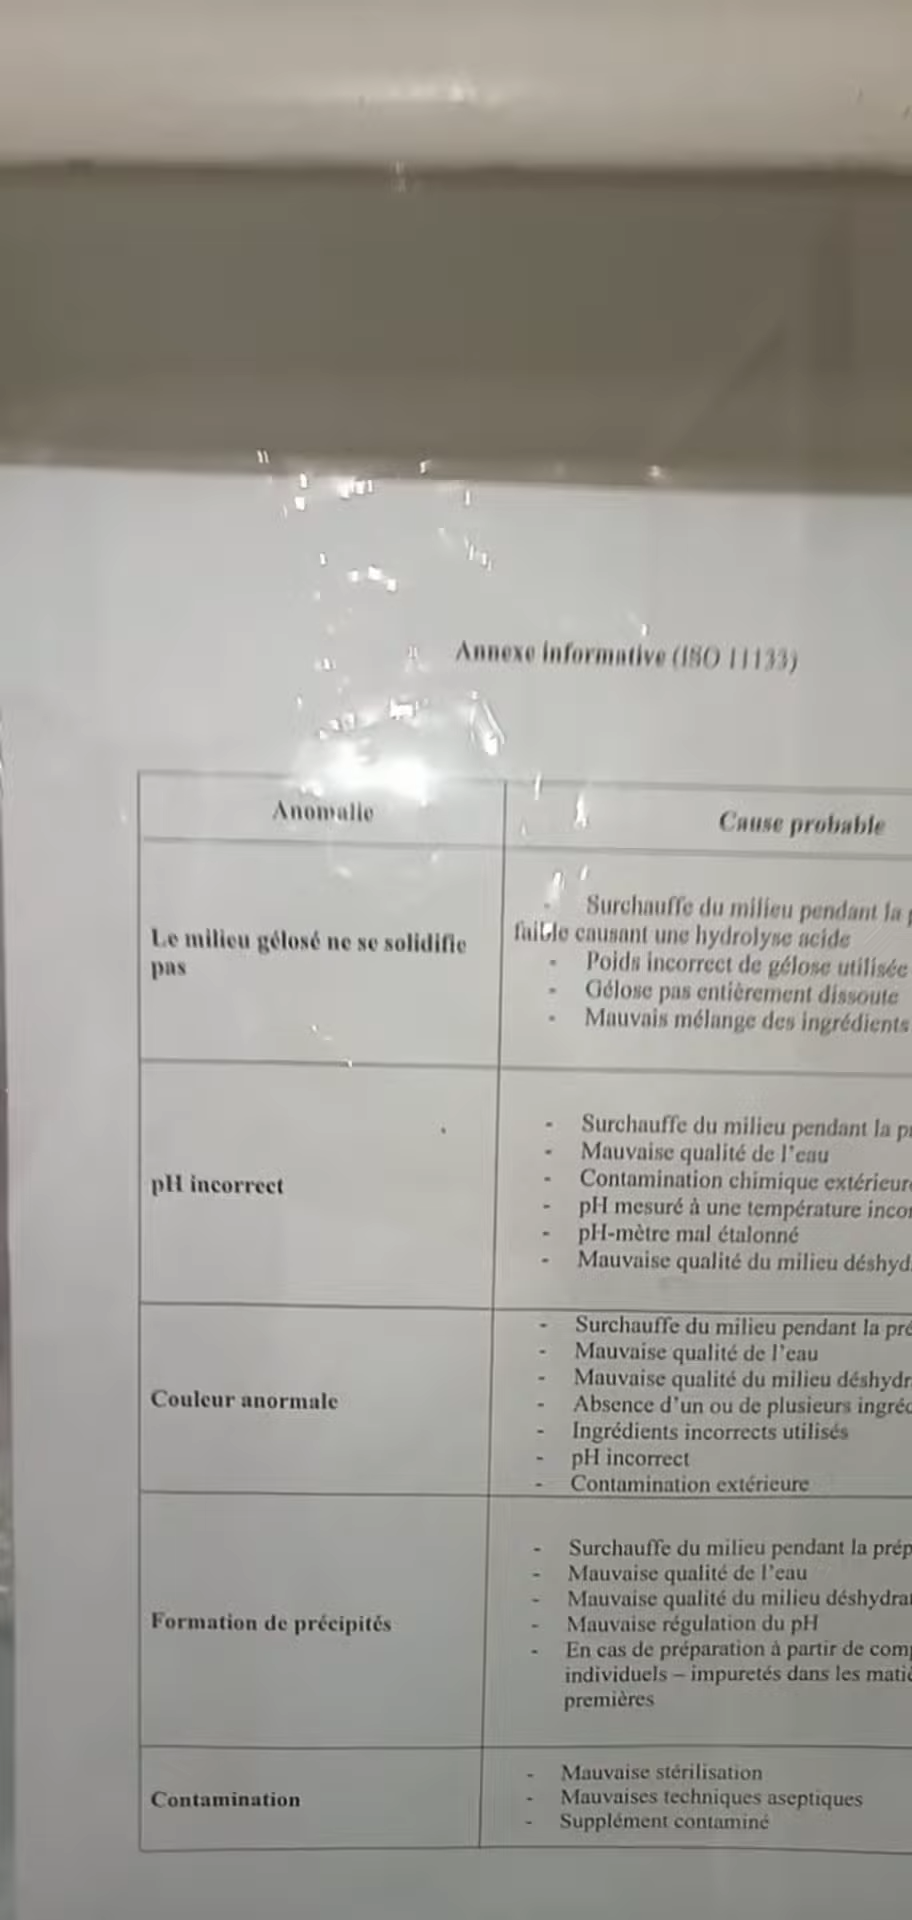 Annexe informative (ISO 11133)
Anomalie
Cause probable
Le milieu gélosé ne se solidifie
pas
- Surchauffe du milieu pendant la
faible causant une hydrolyse acide
- Poids incorrect de gélose utilisée
- Gélose pas entièrement dissoute
- Mauvais mélange des ingrédients
pH incorrect
- Surchauffe du milieu pendant la
- Mauvaise qualité de l'eau
- Contamination chimique extérieure
- pH mesuré à une température
- pH-mètre mal étalonné
- Mauvaise qualité du milieu
Couleur anormale
- Surchauffe du milieu pendant la
- Mauvaise qualité de l'eau
- Mauvaise qualité du milieu
- Absence d'un ou de plusieurs
- Ingrédients incorrects utilisés
- pH incorrect
- Contamination extérieure
Formation de précipités
- Surchauffe du milieu pendant la
- Mauvaise qualité de l'eau
- Mauvaise qualité du milieu
- Mauvaise régulation du pH
- En cas de préparation à partir de
individuels – impuretés dans les
premières
Contamination
- Mauvaise stérilisation
- Mauvaises techniques aseptiques
- Supplément contaminé